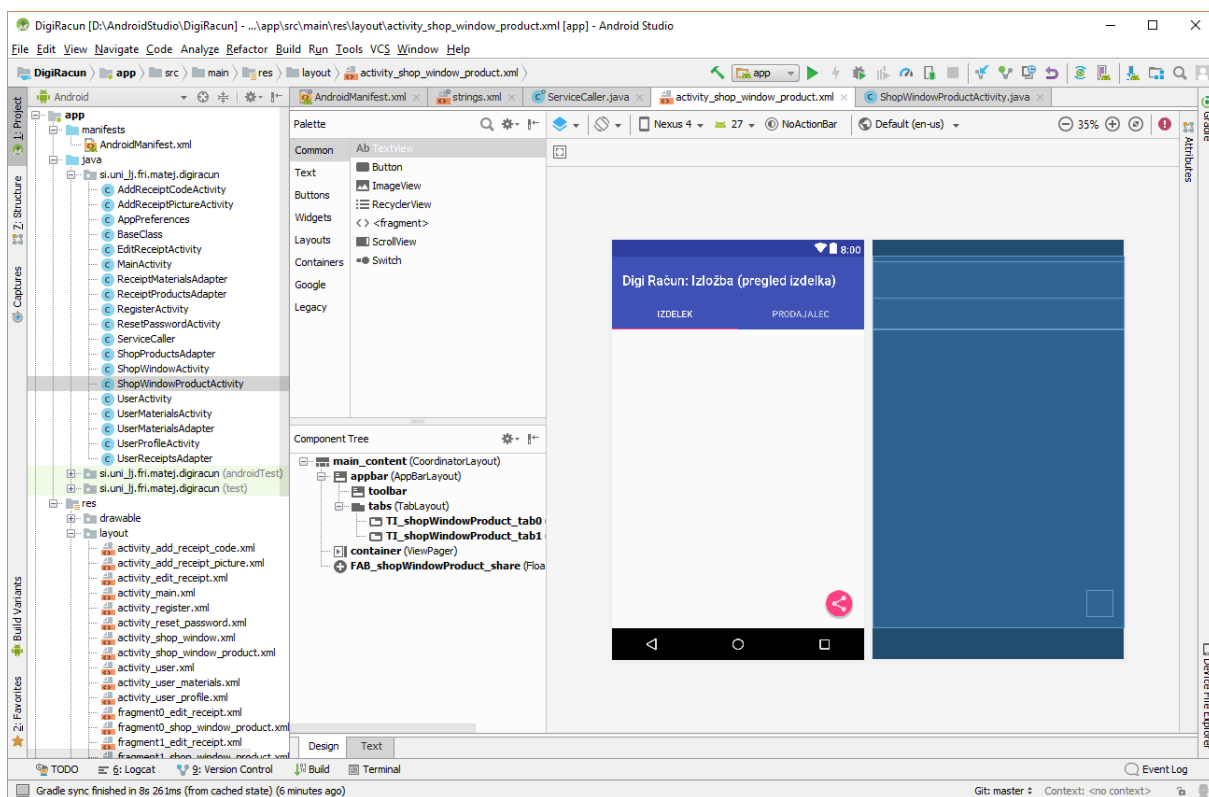 DigiRacun [D:\AndroidStudio\DigiRacun] - ...\app\src\main\res\layout\activity_shop_window_product.xml [app] - Android Studio
File Edit View Navigate Code Analyze Refactor Build Run Tools VCS Window Help
DigiRacun app src main res layout activity_shop_window_product.xml app
Android AndroidManifest.xml strings.xml ServiceCaller.java activity_shop_window_product.xml ShopWindowProductActivity.java
1: Project
Z: Structure
Captures
Build Variants
2: Favorites
app
manifests
AndroidManifest.xml
java
si.uni_lj.fri.matej.digiracun
AddReceiptCodeActivity
AddReceiptPictureActivity
AppPreferences
BaseClass
EditReceiptActivity
MainActivity
ReceiptMaterialsAdapter
ReceiptProductsAdapter
RegisterActivity
ResetPasswordActivity
ServiceCaller
ShopProductsAdapter
ShopWindowActivity
ShopWindowProductActivity
UserActivity
UserMaterialsActivity
UserMaterialsAdapter
UserProfileActivity
UserReceiptsAdapter
si.uni_lj.fri.matej.digiracun (androidTest)
si.uni_lj.fri.matej.digiracun (test)
res
drawable
layout
activity_add_receipt_code.xml
activity_add_receipt_picture.xml
activity_edit_receipt.xml
activity_main.xml
activity_register.xml
activity_reset_password.xml
activity_shop_window.xml
activity_shop_window_product.xml
activity_user.xml
activity_user_materials.xml
activity_user_profile.xml
fragment0_edit_receipt.xml
fragment0_shop_window_product.xml
fragment1_edit_receipt.xml
fragment1_shop_window_product.xml
Palette
Common
Text
Buttons
Widgets
Layouts
Containers
Google
Legacy
Ab TextView
Button
ImageView
RecyclerView
<> <fragment>
ScrollView
Switch
Component Tree
main_content (CoordinatorLayout)
appbar (AppBarLayout)
toolbar
tabs (TabLayout)
TI_shopWindowProduct_tab0
TI_shopWindowProduct_tab1
container (ViewPager)
FAB_shopWindowProduct_share (Floa
Design Text
Nexus 4 27 NoActionBar Default (en-us) 35%
8:00
Digi Račun: Izložba (pregled izdelka)
IZDELEK PRODAJALEC
Gradle
Attributes
Device File Explorer
TODO 6: Logcat 9: Version Control Build Terminal Event Log
Gradle sync finished in 8s 261ms (from cached state) (6 minutes ago) Git: master Context: <no context>